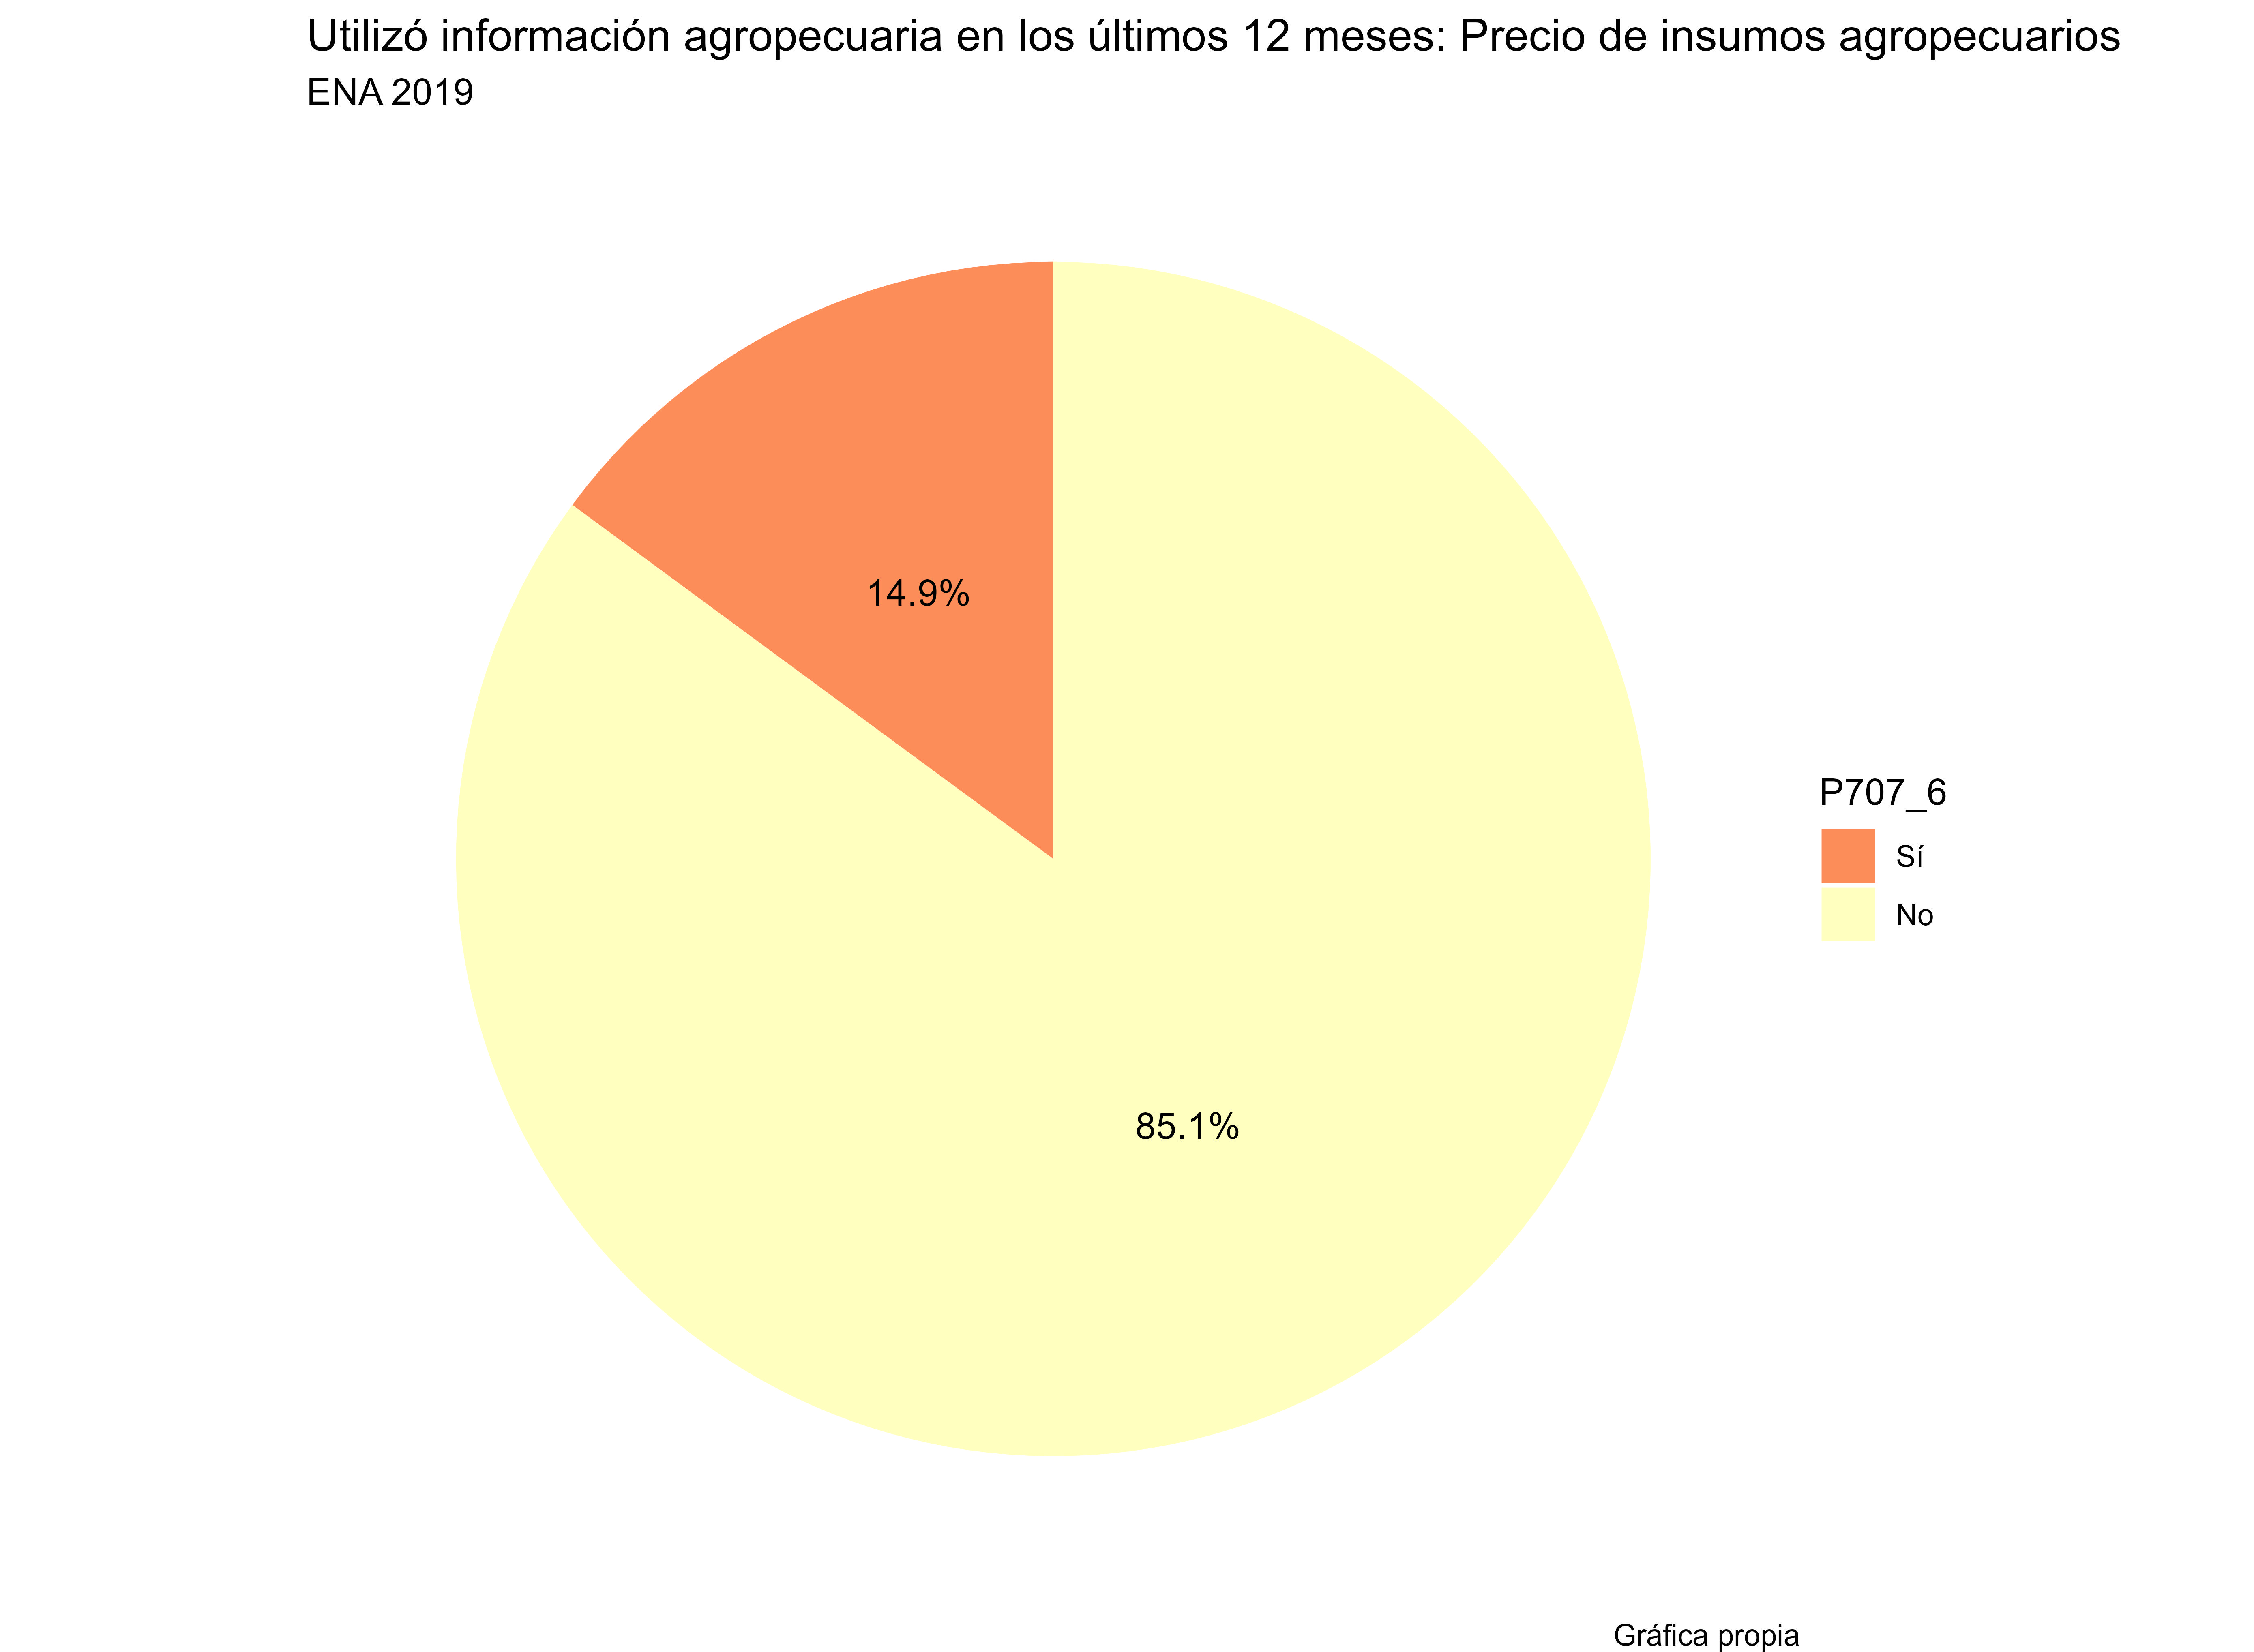 Utilizó información agropecuaria en los últimos 12 meses: Precio de insumos agropecuarios
ENA 2019
14.9%
85.1%
P707_6
Sí
No
Gráfica propia